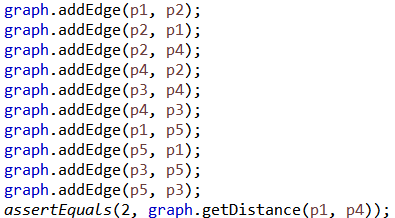 graph.addEdge(p1, p2);
graph.addEdge(p2, p1);
graph.addEdge(p2, p4);
graph.addEdge(p4, p2);
graph.addEdge(p3, p4);
graph.addEdge(p4, p3);
graph.addEdge(p1, p5);
graph.addEdge(p5, p1);
graph.addEdge(p3, p5);
graph.addEdge(p5, p3);
assertEquals(2, graph.getDistance(p1, p4));